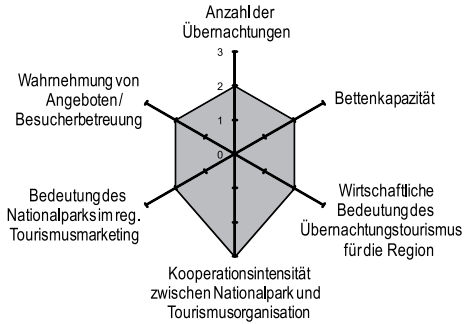 Anzahl der
Übernachtungen
3
2
1
0
Bettenkapazität
Wirtschaftliche
Bedeutung des
Übernachtungstourismus
für die Region
Kooperationsintensität
zwischen Nationalpark und
Tourismusorganisation
Bedeutung des
Nationalparks im reg.
Tourismusmarketing
Wahrnehmung von
Angeboten/
Besucherbetreuung